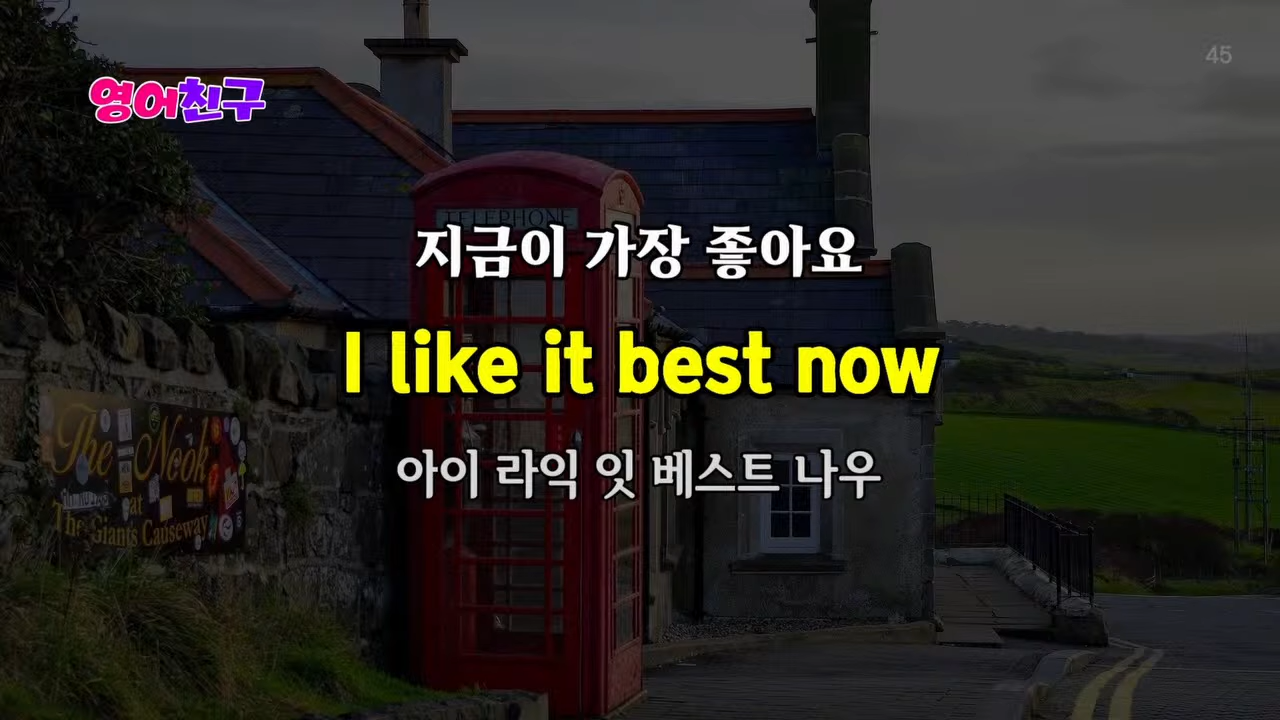 45
영어친구
TELEPHONE
지금이 가장 좋아요
I like it best now
아이 라익 잇 베스트 나우
The Nook
at
The Giants Causeway